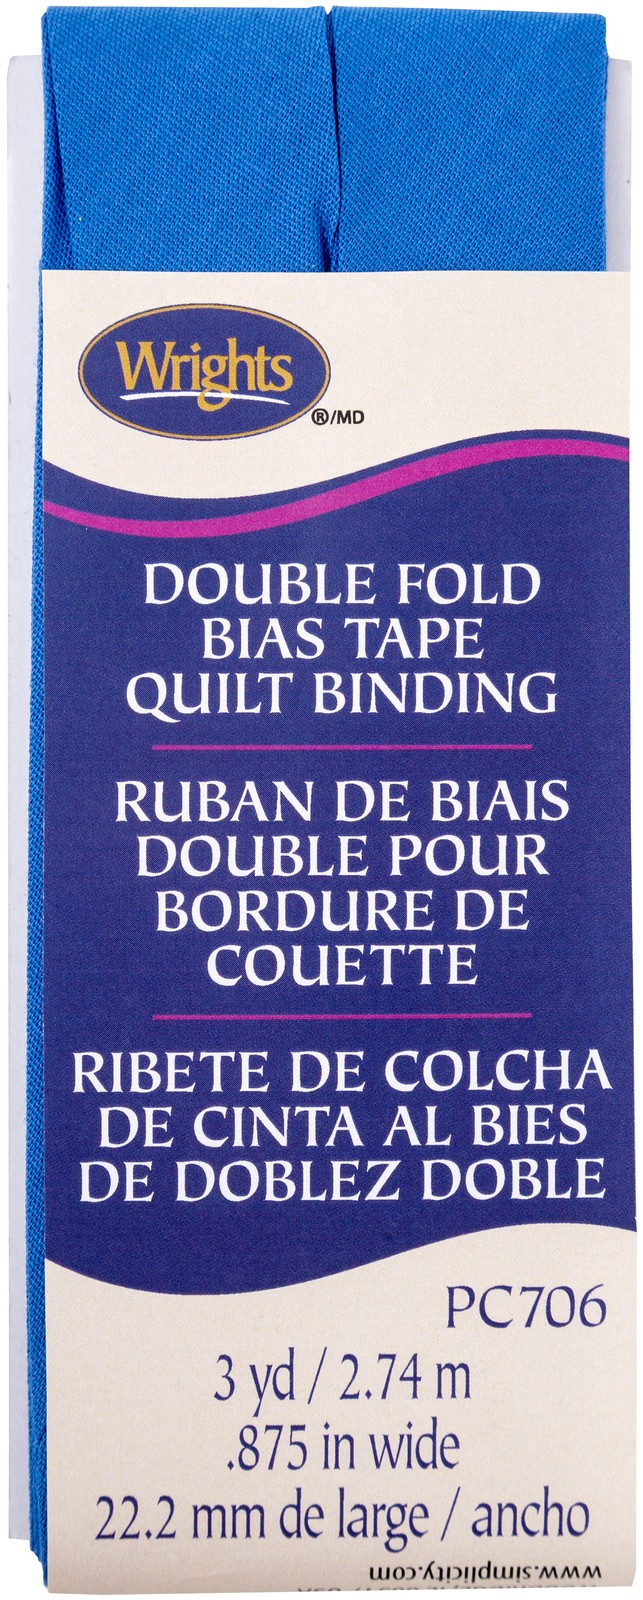 Wrights
®/MD
DOUBLE FOLD
BIAS TAPE
QUILT BINDING
RUBAN DE BIAIS
DOUBLE POUR
BORDURE DE
COUETTE
RIBETE DE COLCHA
DE CINTA AL BIES
DE DOBLEZ DOBLE
PC706
3 yd / 2.74 m
.875 in wide
22.2 mm de large / ancho
www.simplicity.com